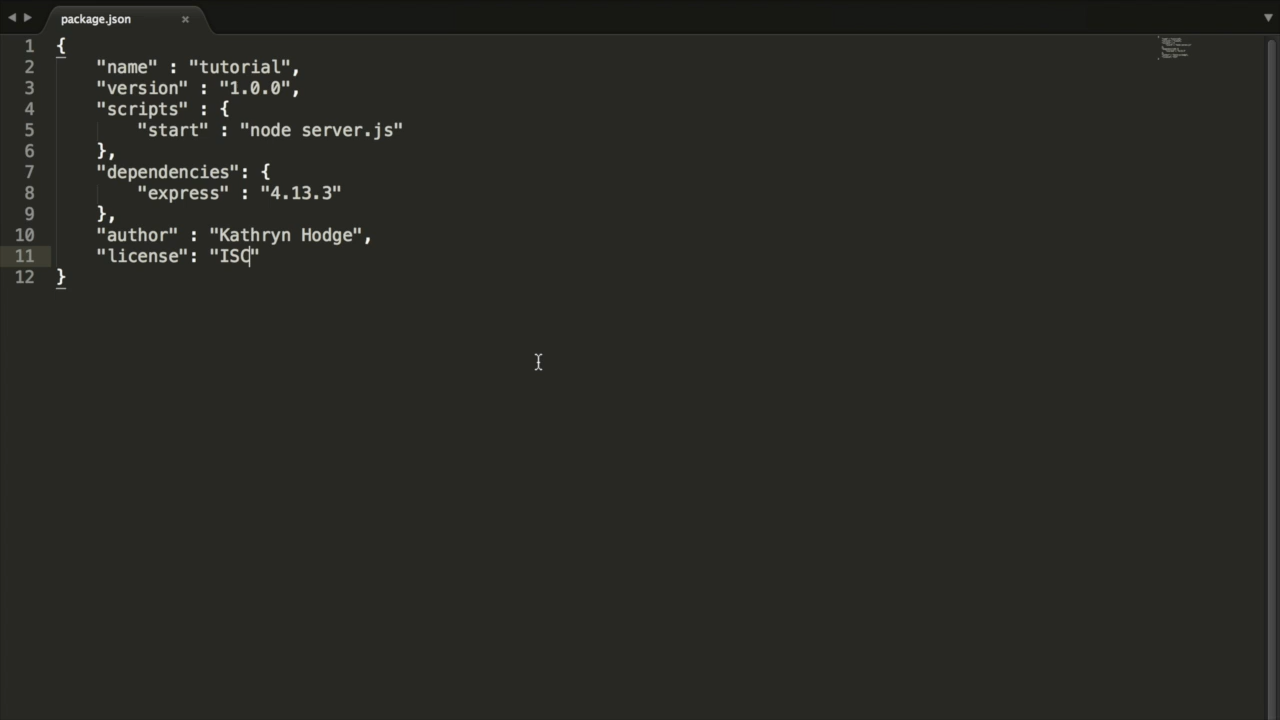 package.json
1 {
2 "name" : "tutorial",
3 "version" : "1.0.0",
4 "scripts" : {
5 "start" : "node server.js"
6 },
7 "dependencies": {
8 "express" : "4.13.3"
9 },
10 "author" : "Kathryn Hodge",
11 "license": "ISC"
12 }